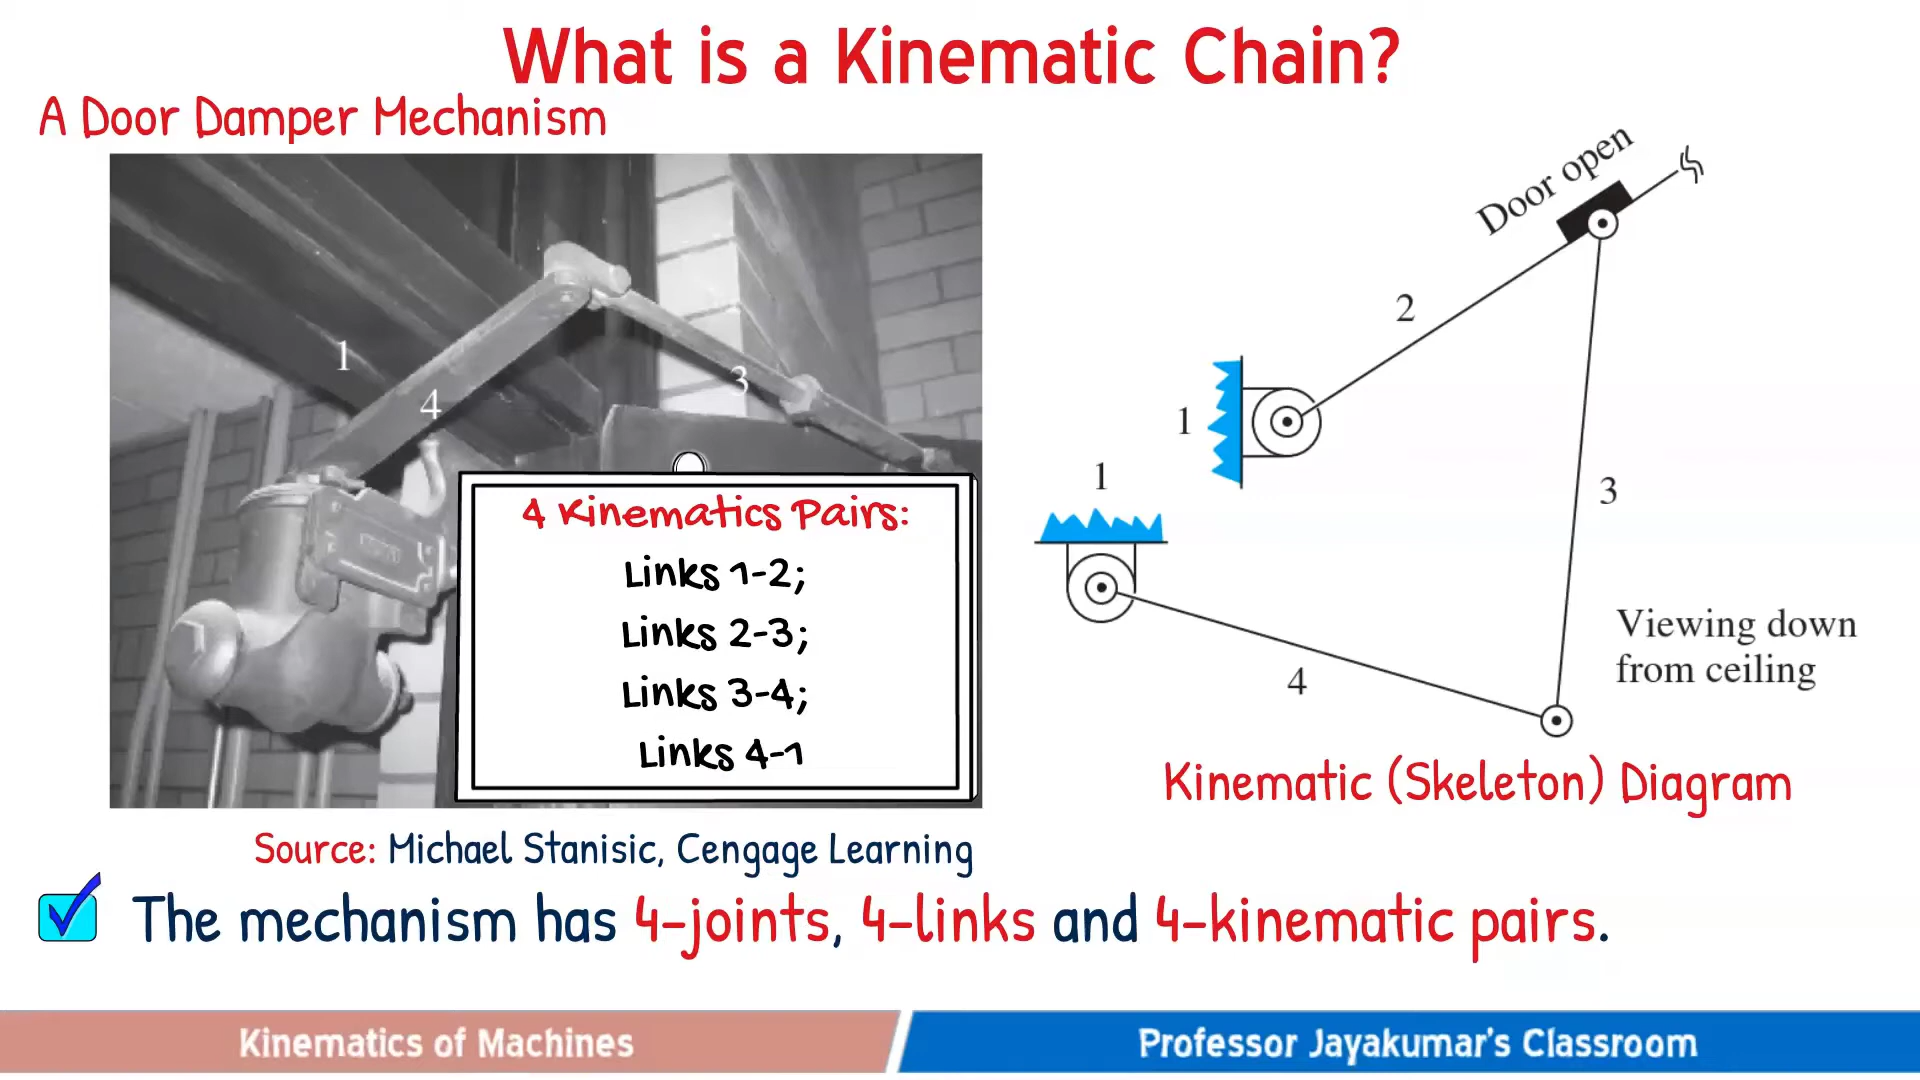 What is a Kinematic Chain?
A Door Damper Mechanism
1
4
3
4 Kinematics Pairs:
Links 1-2;
Links 2-3;
Links 3-4;
Links 4-1
Door open
2
1
1
3
4
Viewing down
from ceiling
Kinematic (Skeleton) Diagram
Source: Michael Stanisic, Cengage Learning
The mechanism has 4-joints, 4-links and 4-kinematic pairs.
Kinematics of Machines
Professor Jayakumar's Classroom